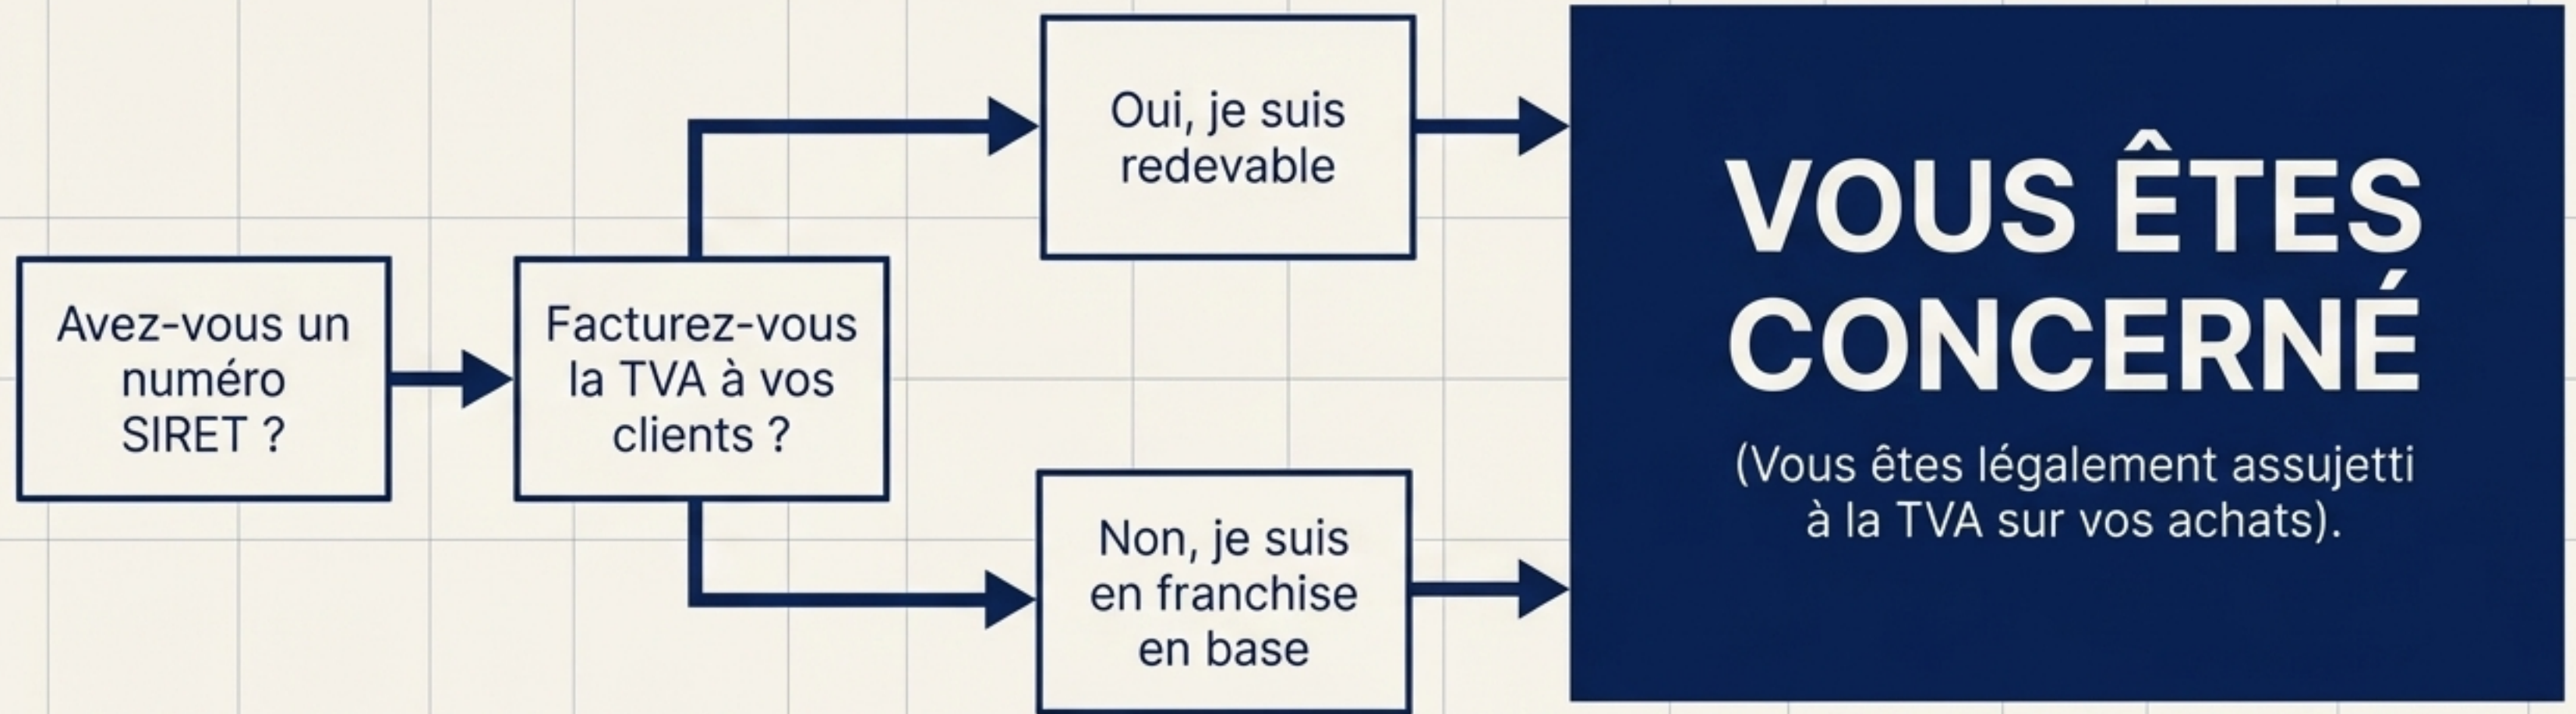 Avez-vous un
numéro
SIRET ?
Facturez-vous
la TVA à vos
clients ?
Oui, je suis
redevable
Non, je suis
en franchise
en base
VOUS ÊTES
CONCERNÉ
(Vous êtes légalement assujetti
à la TVA sur vos achats).